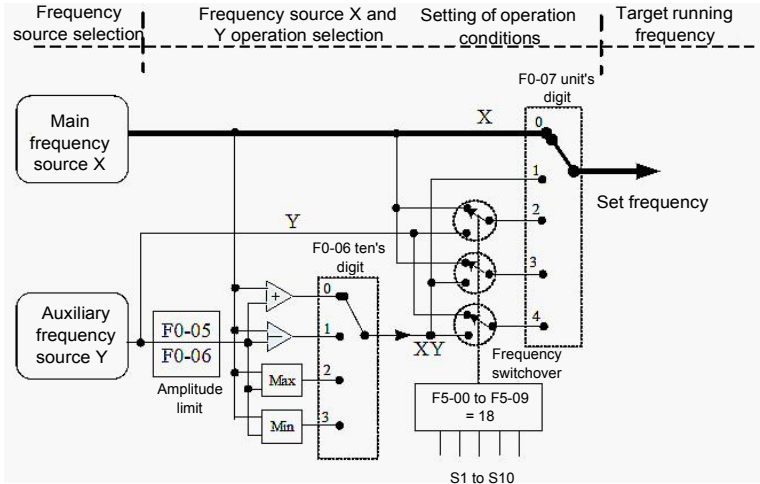 Frequency
source selection
Frequency source X and
Y operation selection
Setting of operation
conditions
Target running
frequency
F0-07 unit's
digit
Main
frequency
source X
X
0
1
2
3
4
Set frequency
Y
F0-06 ten's
digit
Auxiliary
frequency
source Y
F0-05
F0-06
Amplitude
limit
+
−
Max
Min
0
1
2
3
XY
Frequency
switchover
F5-00 to F5-09
= 18
S1 to S10